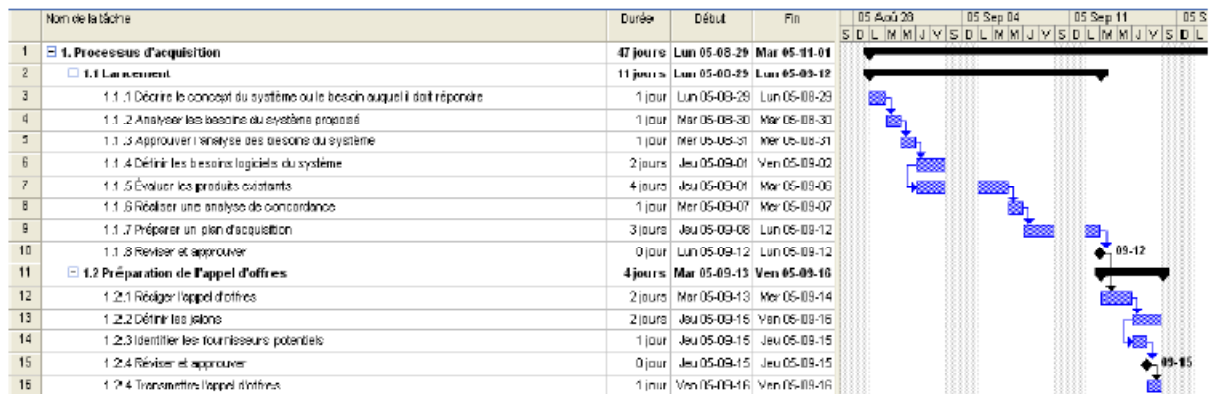 Nom de la tâche Durée Début Fin 05 Aoû 28 05 Sep 04 05 Sep 11 05 S
S D L M M J V S D L M M J V S D L M M J V S D L
1 1. Processus d'acquisition 47 jours Lun 05-08-29 Mar 05-11-01
2 1.1 Lancement 11 jours Lun 05-08-29 Lun 05-09-12
3 1.1.1 Décrire le concept du système ou le besoin auquel il doit répondre 1 jour Lun 05-08-29 Lun 05-08-29
4 1.1.2 Analyser les besoins du système proposé 1 jour Mar 05-08-30 Mar 05-08-30
5 1.1.3 Approuver l'analyse des besoins du système 1 jour Mer 05-08-31 Mer 05-08-31
6 1.1.4 Définir les besoins logiciels du système 2 jours Jeu 05-09-01 Ven 05-09-02
7 1.1.5 Évaluer les produits existants 4 jours Jeu 05-09-01 Mar 05-09-06
8 1.1.6 Réaliser une analyse de concordance 1 jour Mer 05-09-07 Mer 05-09-07
9 1.1.7 Préparer un plan d'acquisition 3 jours Jeu 05-09-08 Lun 05-09-12
10 1.1.8 Reviser et approuver 0 jour Lun 05-09-12 Lun 05-09-12 09-12
11 1.2 Préparation de l'appel d'offres 4 jours Mar 05-09-13 Ven 05-09-16
12 1.2.1 Rédiger l'appel d'offres 2 jours Mar 05-09-13 Mer 05-09-14
13 1.2.2 Définir les jalons 2 jours Jeu 05-09-15 Ven 05-09-16
14 1.2.3 Identifier les fournisseurs potentiels 1 jour Jeu 05-09-15 Jeu 05-09-15
15 1.2.4 Réviser et approuver 0 jour Jeu 05-09-15 Jeu 05-09-15 09-15
16 1.2.4 Transmettre l'appel d'offres 1 jour Ven 05-09-16 Ven 05-09-16